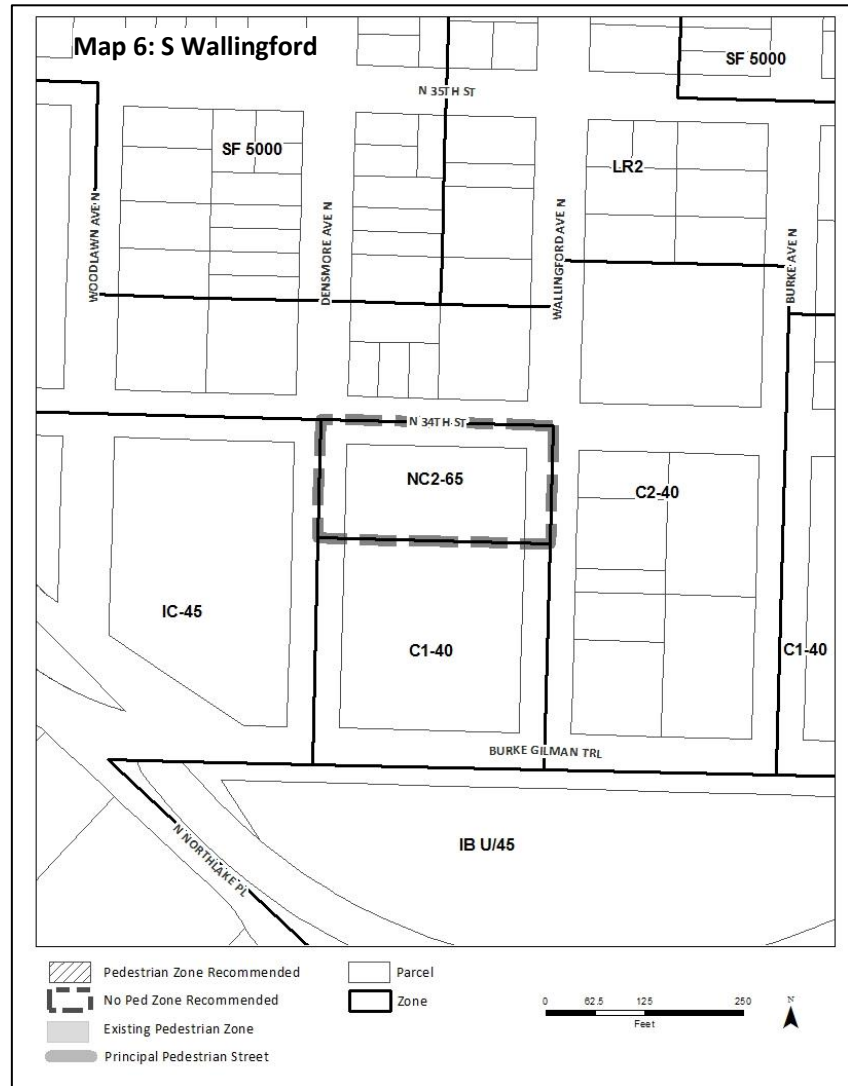 Map 6: S Wallingford
SF 5000
N 35TH ST
SF 5000
LR2
WOODLAWN AVE N
DENSMORE AVE N
WALLINGFORD AVE N
BURKE AVE N
N 34TH ST
NC2-65
C2-40
IC-45
C1-40
C1-40
BURKE GILMAN TRL
N NORTHLAKE PL
IB U/45
Pedestrian Zone Recommended
No Ped Zone Recommended
Existing Pedestrian Zone
Principal Pedestrian Street
Parcel
Zone
0 62.5 125 250
Feet
N